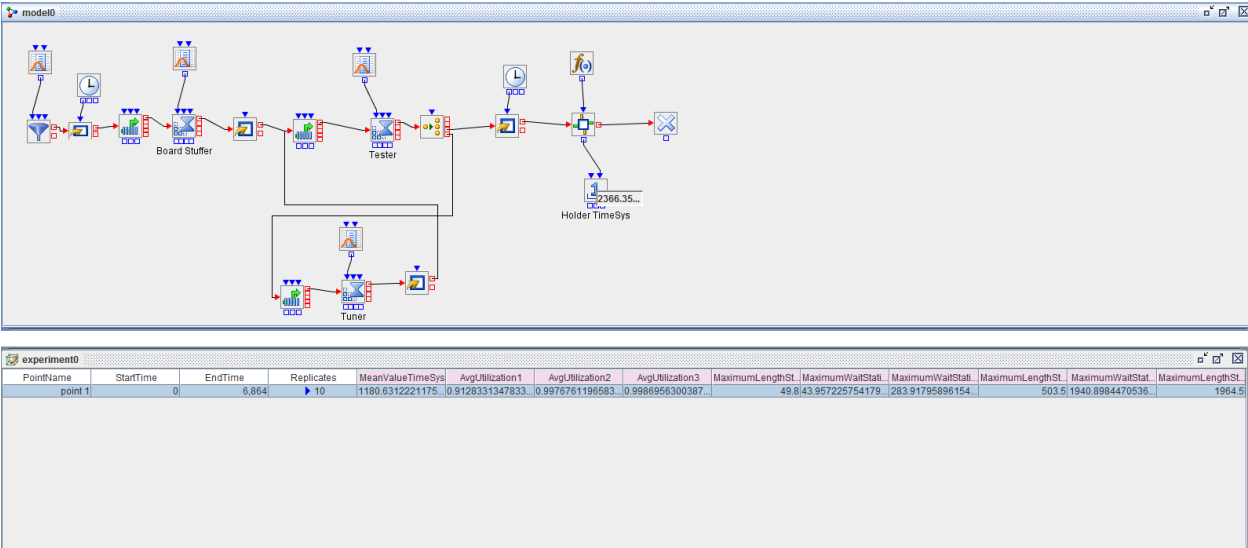 model0
Board Stuffer
Tester
2366.35...
Holder TimeSys
Tuner
experiment0
PointName StartTime EndTime Replicates MeanValueTimeSys AvgUtilization1 AvgUtilization2 AvgUtilization3 MaximumLengthSt... MaximumWaitStati... MaximumWaitStati... MaximumLengthSt... MaximumWaitStat... MaximumLengthSt...
point 1 0 6,864 10 1180.6312221175... 0.9128331347833... 0.9976761196583... 0.9986956300387... 49.8 43.957225754179... 283.91795896154... 503.5 1940.8984470536... 1964.5